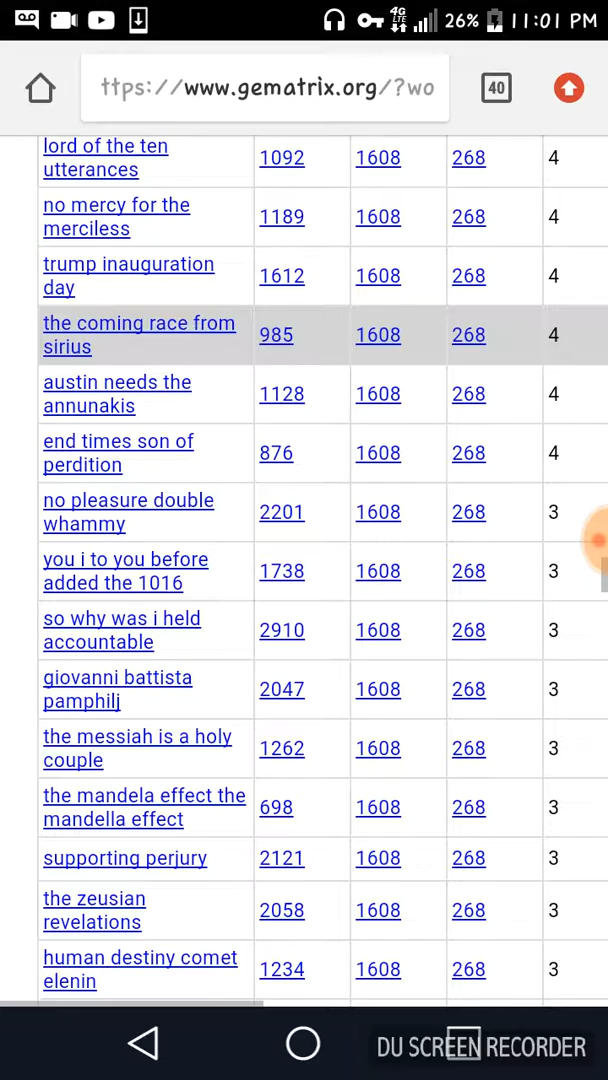 4G
LTE
26%
11:01 PM
ttps://www.gematrix.org/?wo
40
lord of the ten
utterances
1092
1608
268
4
no mercy for the
merciless
1189
1608
268
4
trump inauguration
day
1612
1608
268
4
the coming race from
sirius
985
1608
268
4
austin needs the
annunakis
1128
1608
268
4
end times son of
perdition
876
1608
268
4
no pleasure double
whammy
2201
1608
268
3
you i to you before
added the 1016
1738
1608
268
3
so why was i held
accountable
2910
1608
268
3
giovanni battista
pamphilj
2047
1608
268
3
the messiah is a holy
couple
1262
1608
268
3
the mandela effect the
mandella effect
698
1608
268
3
supporting perjury
2121
1608
268
3
the zeusian
revelations
2058
1608
268
3
human destiny comet
elenin
1234
1608
268
3
DU SCREEN RECORDER